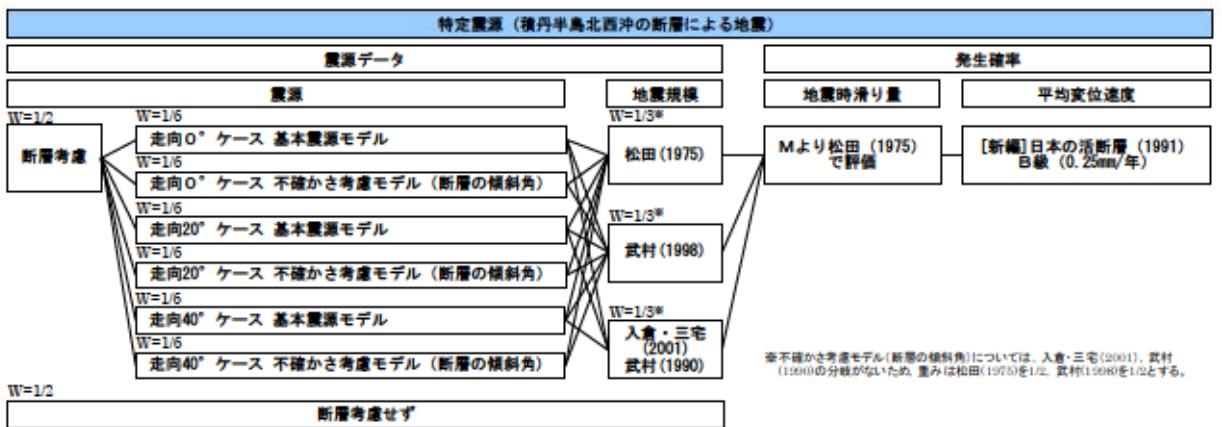 特定震源（積丹半島北西沖の断層による地震）
震源データ
発生確率
震源
地震規模
地震時滑り量
平均変位速度
W=1/2
断層考慮
W=1/6
走向0°ケース 基本震源モデル
W=1/6
走向0°ケース 不確かさ考慮モデル（断層の傾斜角）
W=1/6
走向20°ケース 基本震源モデル
W=1/6
走向20°ケース 不確かさ考慮モデル（断層の傾斜角）
W=1/6
走向40°ケース 基本震源モデル
W=1/6
走向40°ケース 不確かさ考慮モデル（断層の傾斜角）
W=1/3※
松田(1975)
W=1/3※
武村(1998)
W=1/3※
入倉・三宅
(2001)
武村(1990)
Mより松田（1975）
で評価
[新編]日本の活断層（1991）
B級（0.25mm/年）
※不確かさ考慮モデル(断層の傾斜角)については、入倉・三宅(2001)、武村
(1990)の分岐がないため、重みは松田(1975)を1/2、武村(1998)を1/2とする。
W=1/2
断層考慮せず